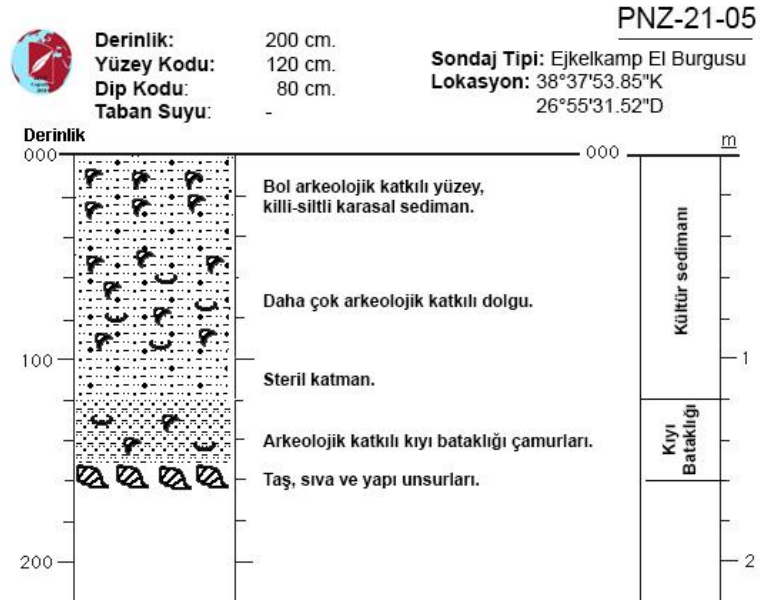 PNZ-21-05
Derinlik: 200 cm.
Yüzey Kodu: 120 cm.
Dip Kodu: 80 cm.
Taban Suyu: -
Sondaj Tipi: Ejkelkamp El Burgusu
Lokasyon: 38°37'53.85"K
26°55'31.52"D
Derinlik
m
000
000
Bol arkeolojik katkılı yüzey,
killi-siltli karasal sediman.
Daha çok arkeolojik katkılı dolgu.
Kültür sedimanı
100
1
Steril katman.
Arkeolojik katkılı kıyı bataklığı çamurları.
Kıyı
Bataklığı
Taş, sıva ve yapı unsurları.
200
2